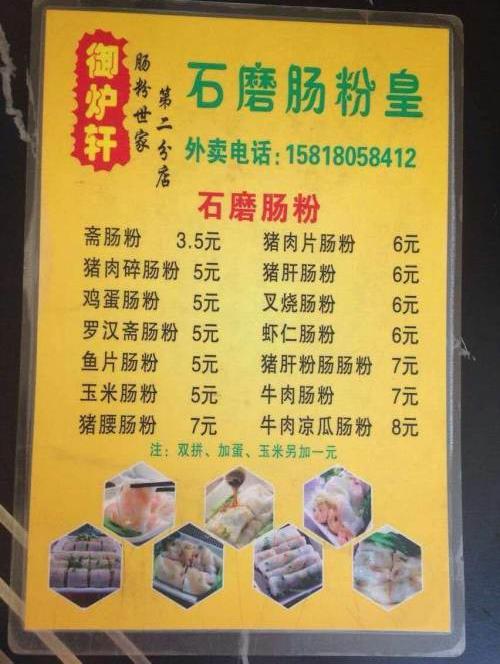 御炉轩
肠粉世家
第二分店
石磨肠粉皇
外卖电话:15818058412
石磨肠粉
斋肠粉 3.5元
猪肉片肠粉 6元
猪肉碎肠粉 5元
猪肝肠粉 6元
鸡蛋肠粉 5元
叉烧肠粉 6元
罗汉斋肠粉 5元
虾仁肠粉 6元
鱼片肠粉 5元
猪肝粉肠肠粉 7元
玉米肠粉 5元
牛肉肠粉 7元
猪腰肠粉 7元
牛肉凉瓜肠粉 8元
注：双拼、加蛋、玉米另加一元